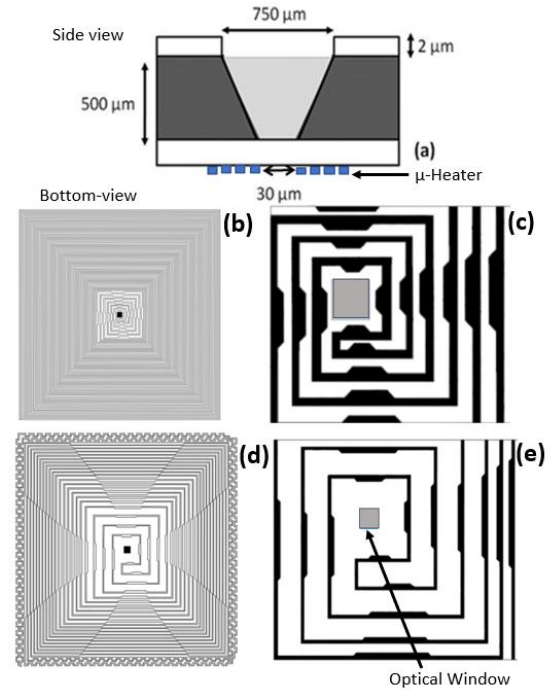 750 µm
Side view
2 µm
500 µm
(a)
µ-Heater
30 µm
Bottom-view
(b)
(c)
(d)
(e)
Optical Window